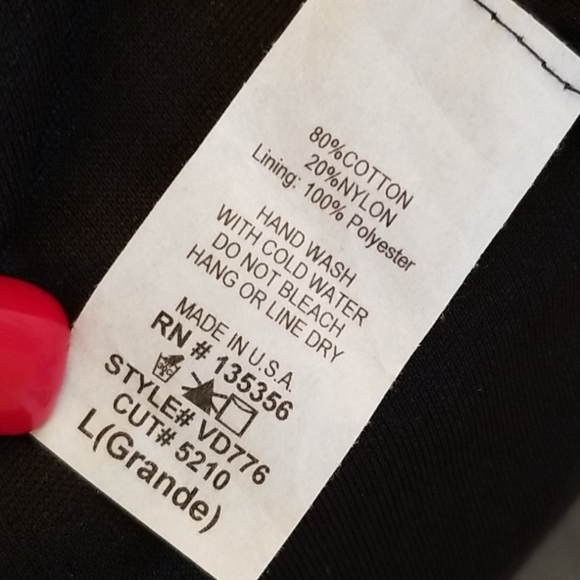 80%COTTON
20%NYLON
Lining: 100% Polyester
HAND WASH
WITH COLD WATER
DO NOT BLEACH
HANG OR LINE DRY
MADE IN U.S.A.
RN # 135356
STYLE# VD776
CUT# 5210
L(Grande)